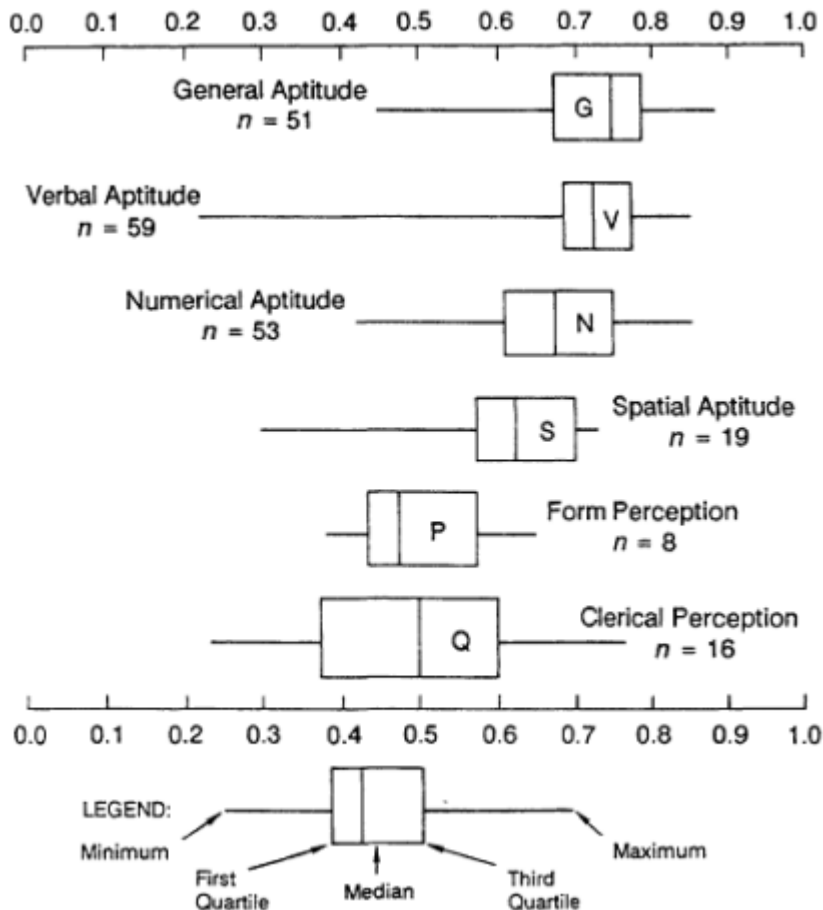 0.0 0.1 0.2 0.3 0.4 0.5 0.6 0.7 0.8 0.9 1.0
General Aptitude
n = 51
G
Verbal Aptitude
n = 59
V
Numerical Aptitude
n = 53
N
Spatial Aptitude
n = 19
S
Form Perception
n = 8
P
Clerical Perception
n = 16
Q
0.0 0.1 0.2 0.3 0.4 0.5 0.6 0.7 0.8 0.9 1.0
LEGEND:
Minimum
Maximum
First
Quartile
Median
Third
Quartile